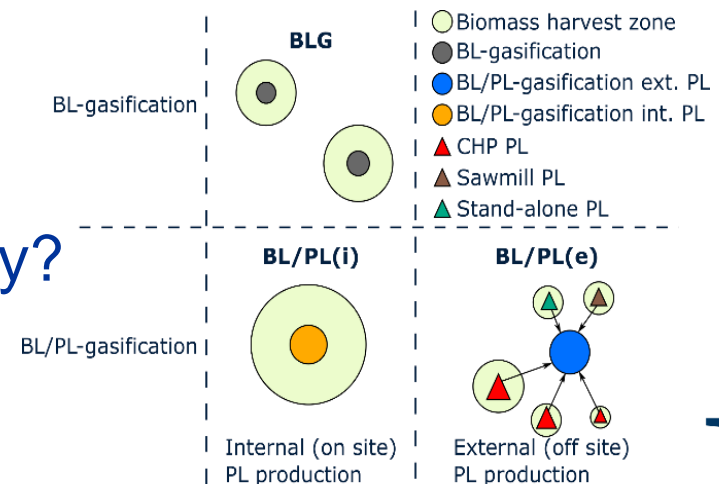 BLG
BL-gasification
Biomass harvest zone
BL-gasification
BL/PL-gasification ext. PL
BL/PL-gasification int. PL
CHP PL
Sawmill PL
Stand-alone PL
y?
BL/PL(i)
BL/PL(e)
BL/PL-gasification
Internal (on site)
PL production
External (off site)
PL production